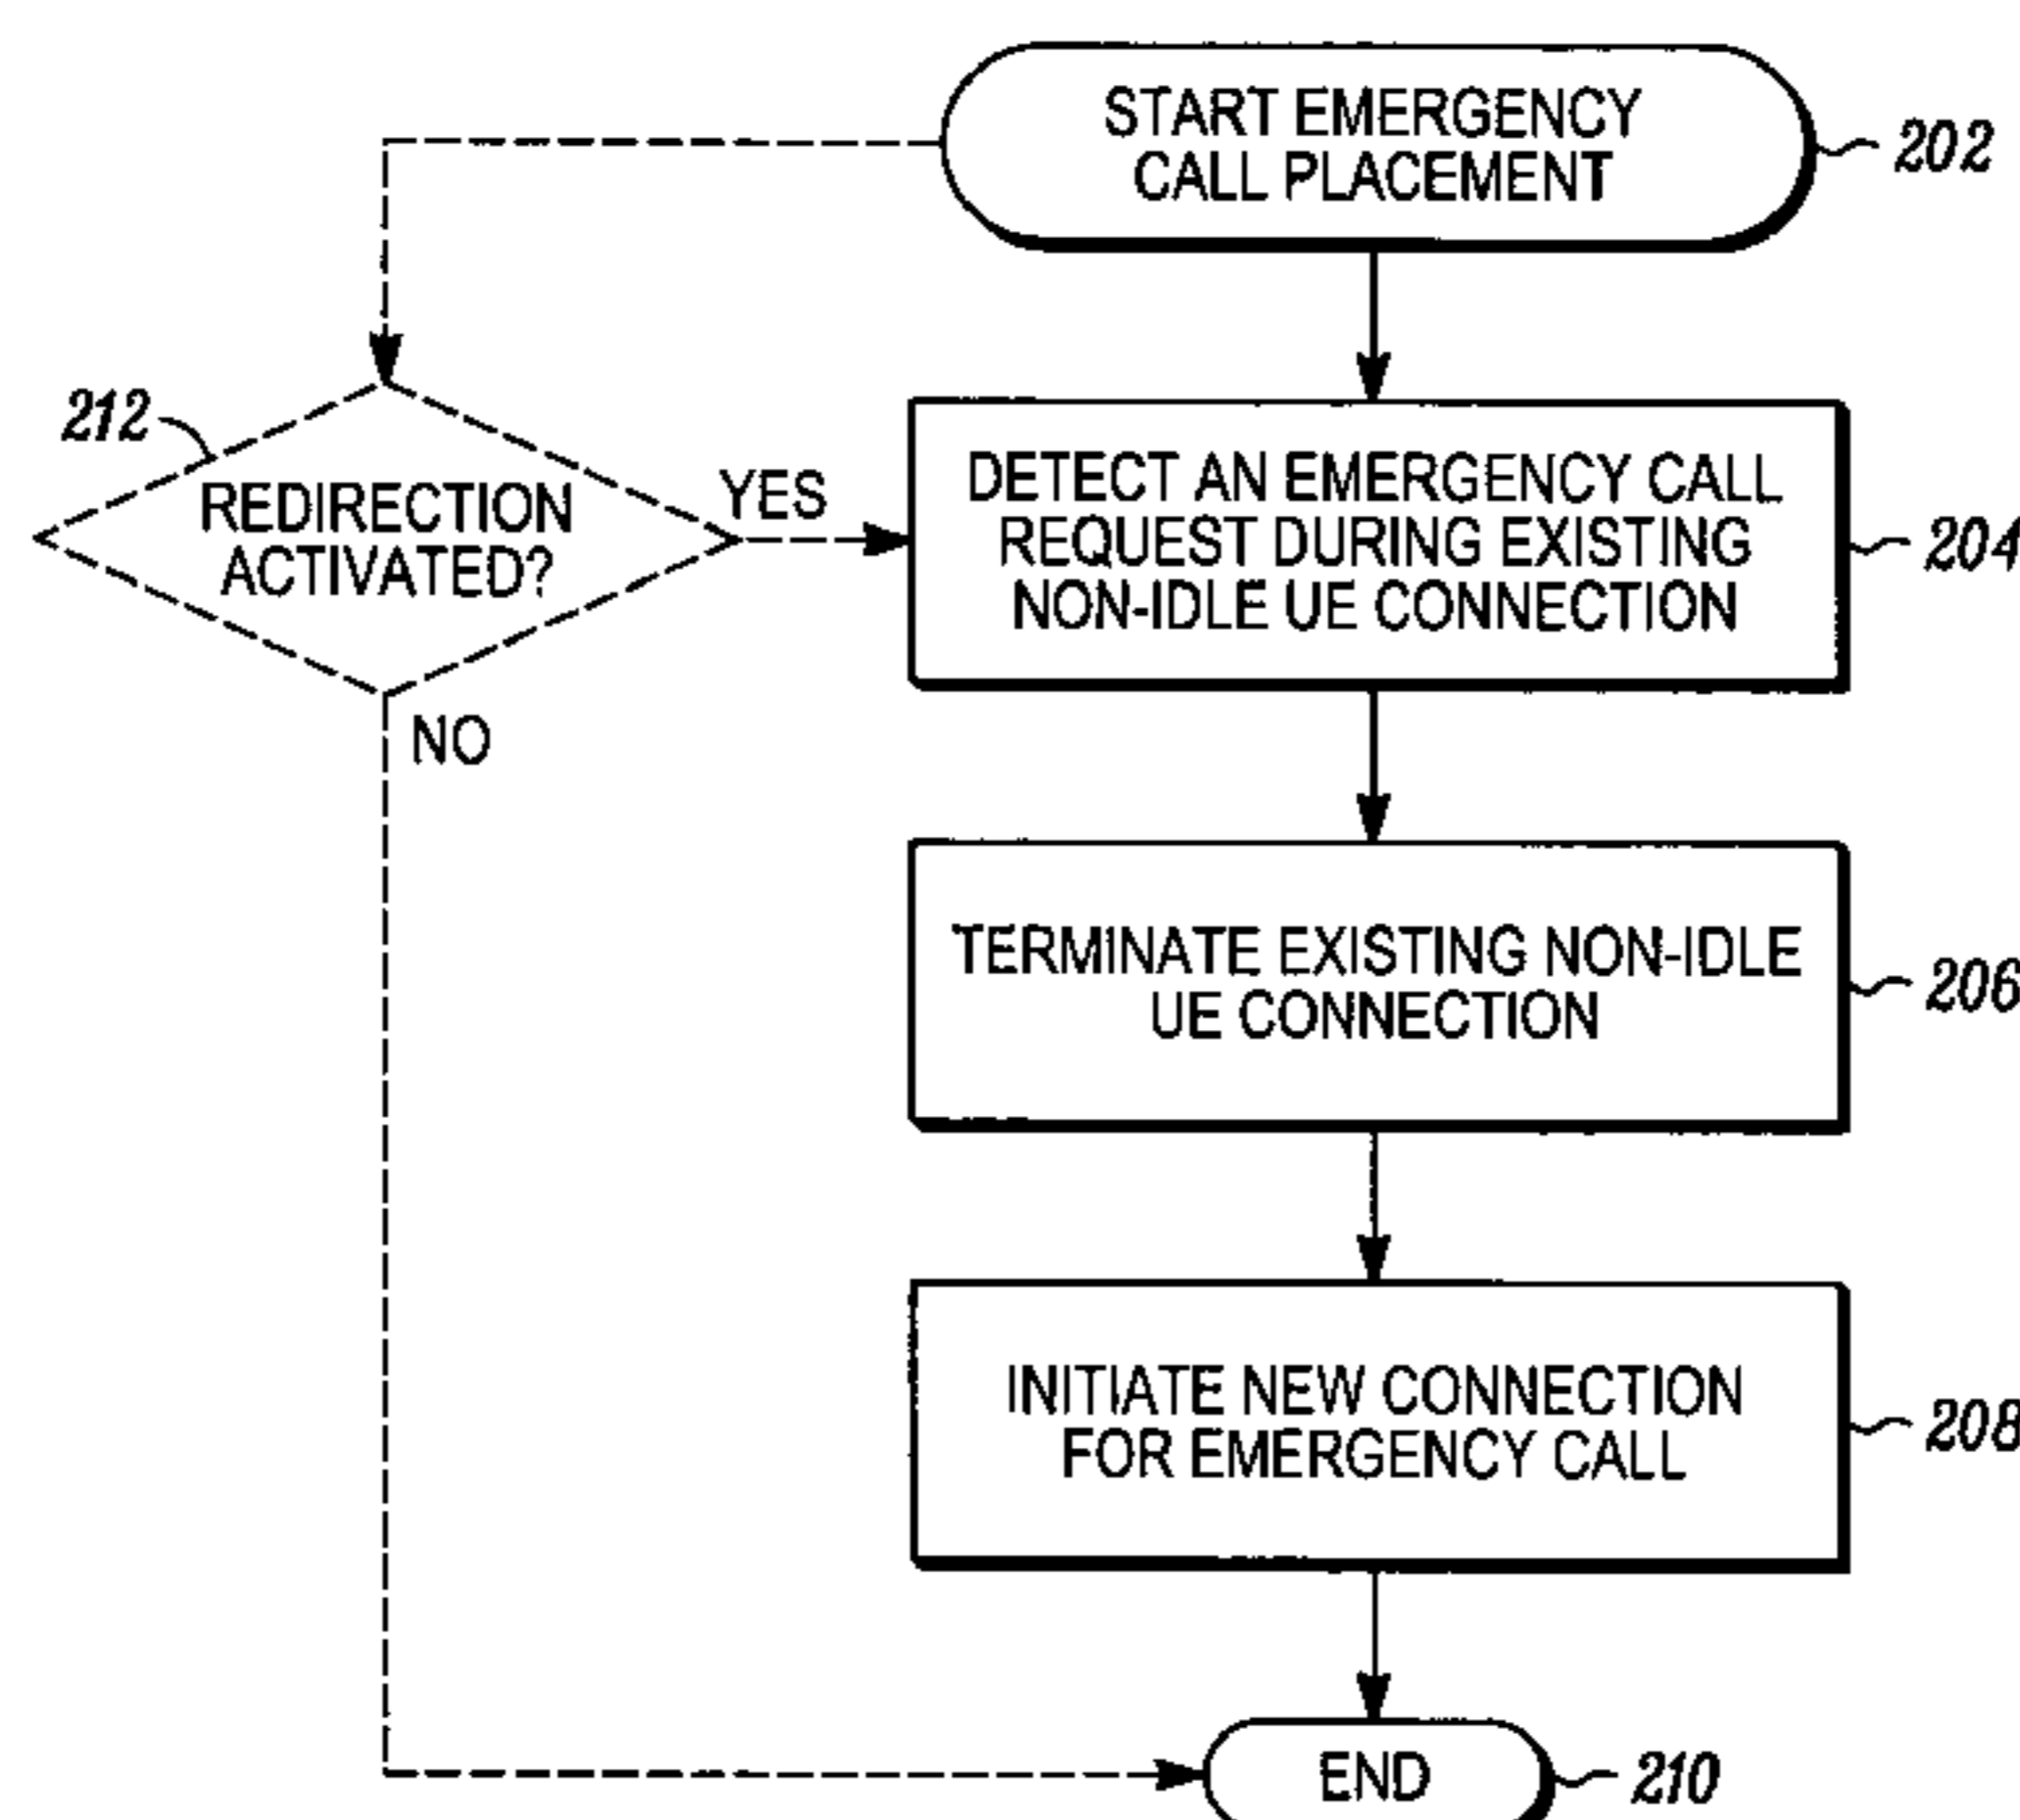 START EMERGENCY
CALL PLACEMENT
202
212
REDIRECTION
ACTIVATED?
YES
NO
DETECT AN EMERGENCY CALL
REQUEST DURING EXISTING
NON-IDLE UE CONNECTION
204
TERMINATE EXISTING NON-IDLE
UE CONNECTION
206
INITIATE NEW CONNECTION
FOR EMERGENCY CALL
208
END
210